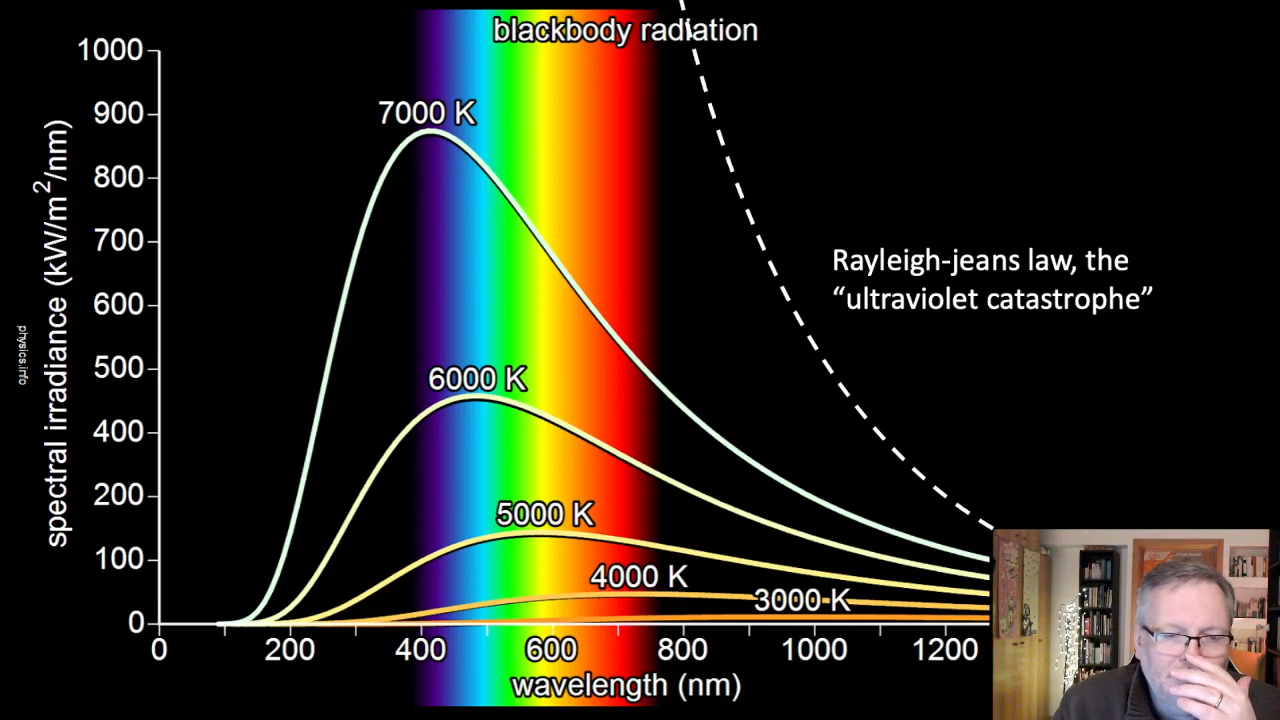 blackbody radiation
1000
900
800
700
600
500
400
300
200
100
0
spectral irradiance (kW/m²/nm)
physics.info
7000 K
6000 K
5000 K
4000 K
3000 K
Rayleigh-jeans law, the
“ultraviolet catastrophe”
0 200 400 600 800 1000 1200
wavelength (nm)